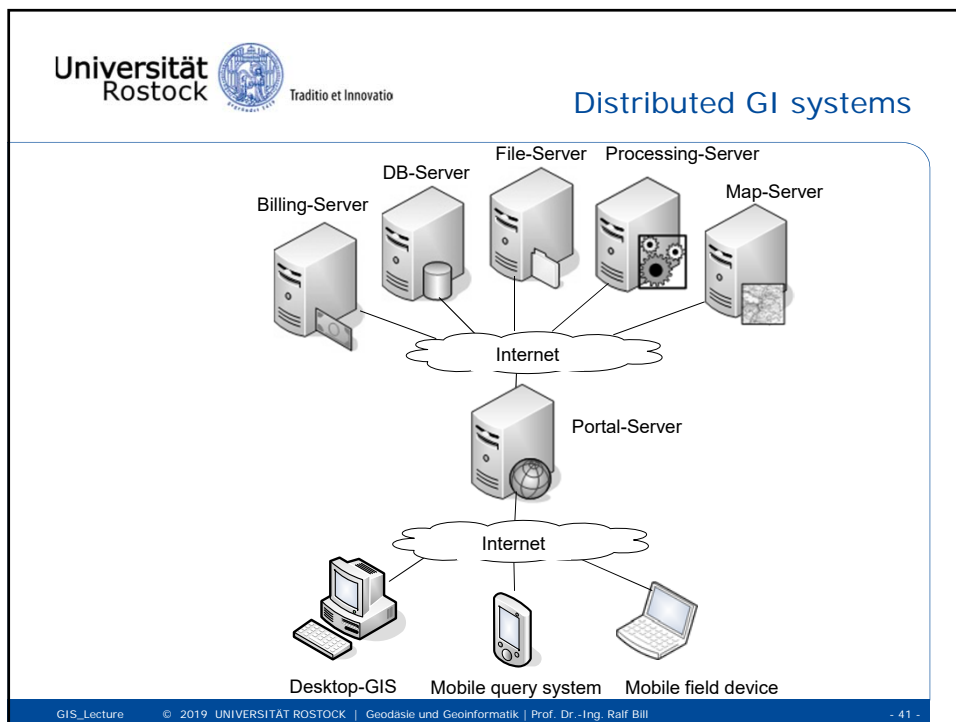 Universität
Rostock
Traditio et Innovatio
Distributed GI systems
File-Server
Processing-Server
DB-Server
Map-Server
Billing-Server
Internet
Portal-Server
Internet
Desktop-GIS
Mobile query system
Mobile field device
GIS_Lecture © 2019 UNIVERSITÄT ROSTOCK | Geodäsie und Geoinformatik | Prof. Dr.-Ing. Ralf Bill - 41 -